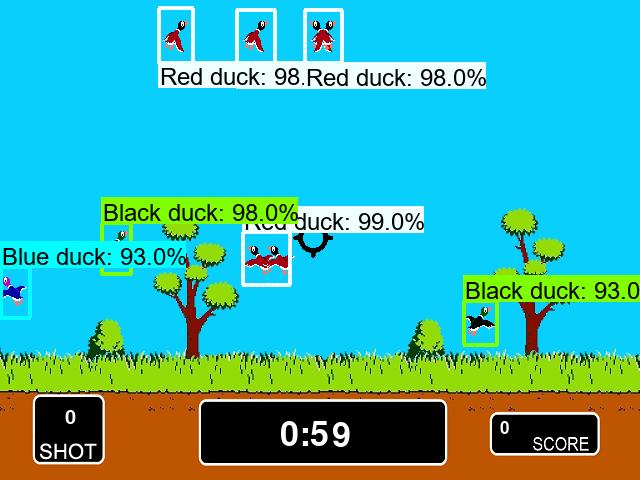 Red duck: 98.
Red duck: 98.0%
Black duck: 98.0%
Red duck: 99.0%
Blue duck: 93.0%
Black duck: 93.0
0
SHOT
0:59
0
SCORE